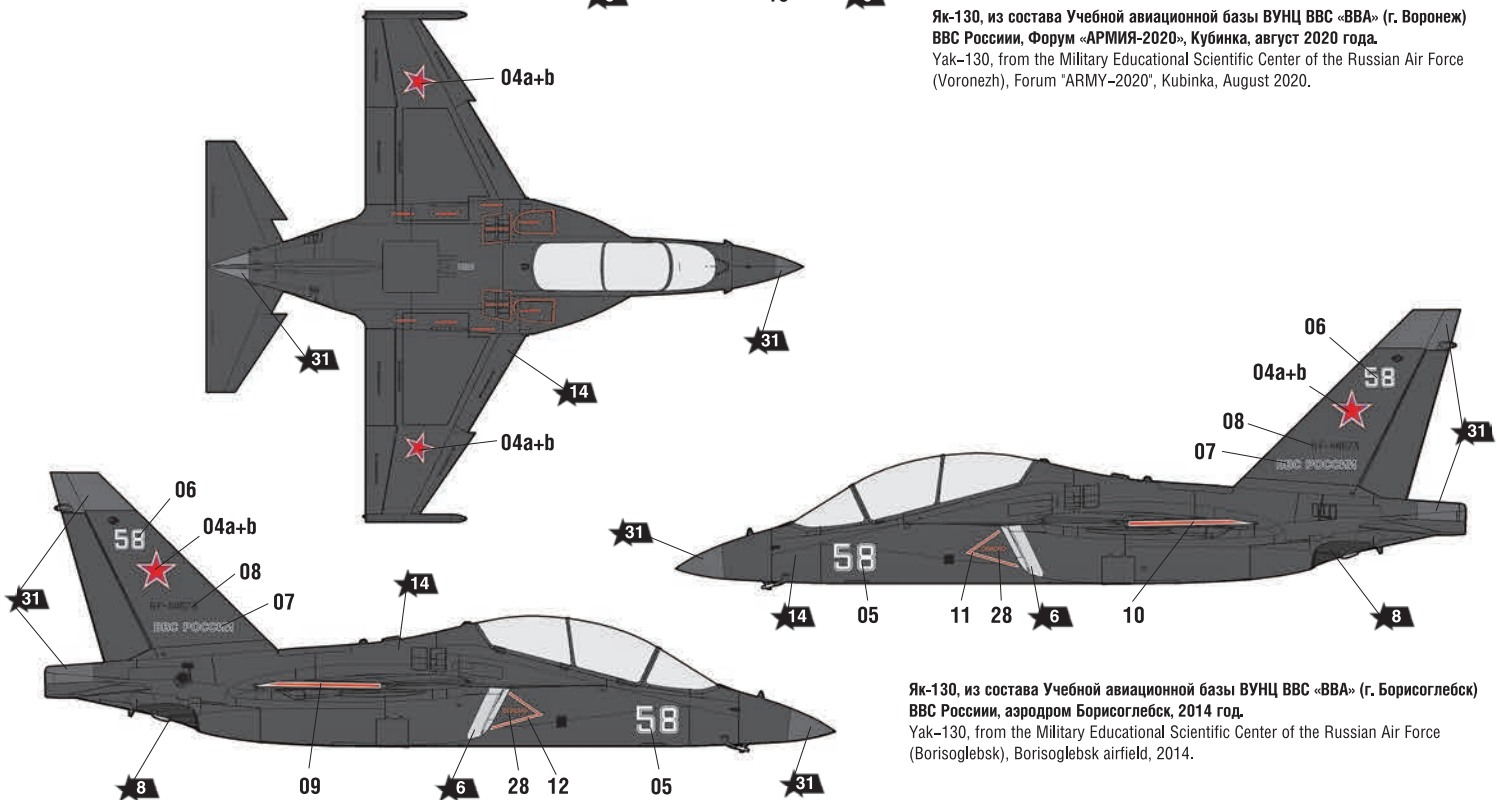 Як-130, из состава Учебной авиационной базы ВУНЦ ВВС «ВВА» (г. Воронеж)
ВВС Росиии, Форум «АРМИЯ-2020», Кубинка, август 2020 года.
Yak-130, from the Military Educational Scientific Center of the Russian Air Force
(Voronezh), Forum "ARMY-2020", Kubinka, August 2020.
04a+b
31
31
14
04a+b
06
04a+b
58
08
31
07
ВВС РОССИИ
31
58
14
05
11
28
6
10
8
06
04a+b
58
08
14
31
07
ВВС РОССИИ
58
8
09
6
28
12
05
31
Як-130, из состава Учебной авиационной базы ВУНЦ ВВС «ВВА» (г. Борисоглебск)
ВВС Росиии, аэродром Борисоглебск, 2014 год.
Yak-130, from the Military Educational Scientific Center of the Russian Air Force
(Borisoglebsk), Borisoglebsk airfield, 2014.